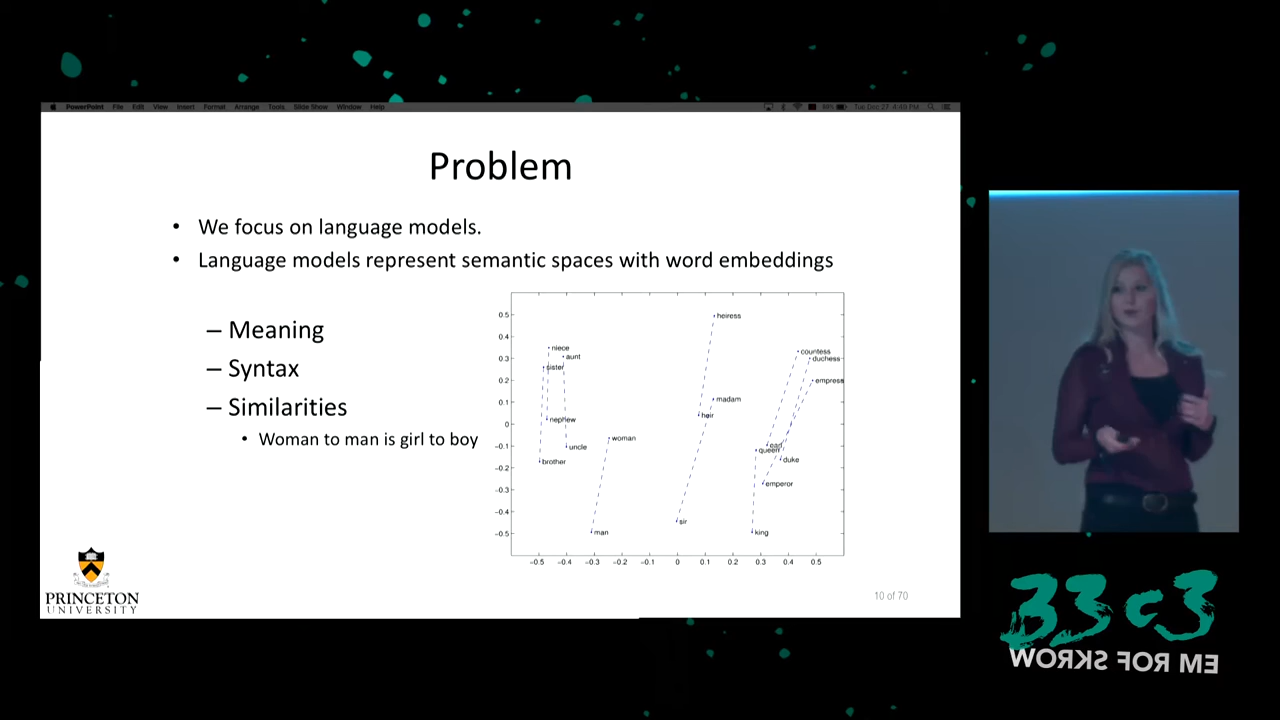 PowerPoint File Edit View Insert Format Arrange Tools Slide Show Window Help
Tue Dec 27 4:49 PM
Problem
• We focus on language models.
• Language models represent semantic spaces with word embeddings
– Meaning
– Syntax
– Similarities
• Woman to man is girl to boy
0.5
0.4
0.3
0.2
0.1
0
−0.1
−0.2
−0.3
−0.4
−0.5
heiress
niece
aunt
sister
countess
duchess
empress
madam
heir
nephew
woman
uncle
earl
queen
duke
brother
emperor
sir
man
king
−0.5 −0.4 −0.3 −0.2 −0.1 0 0.1 0.2 0.3 0.4 0.5
PRINCETON
UNIVERSITY
10 of 70
33c3
WORKS FOR ME